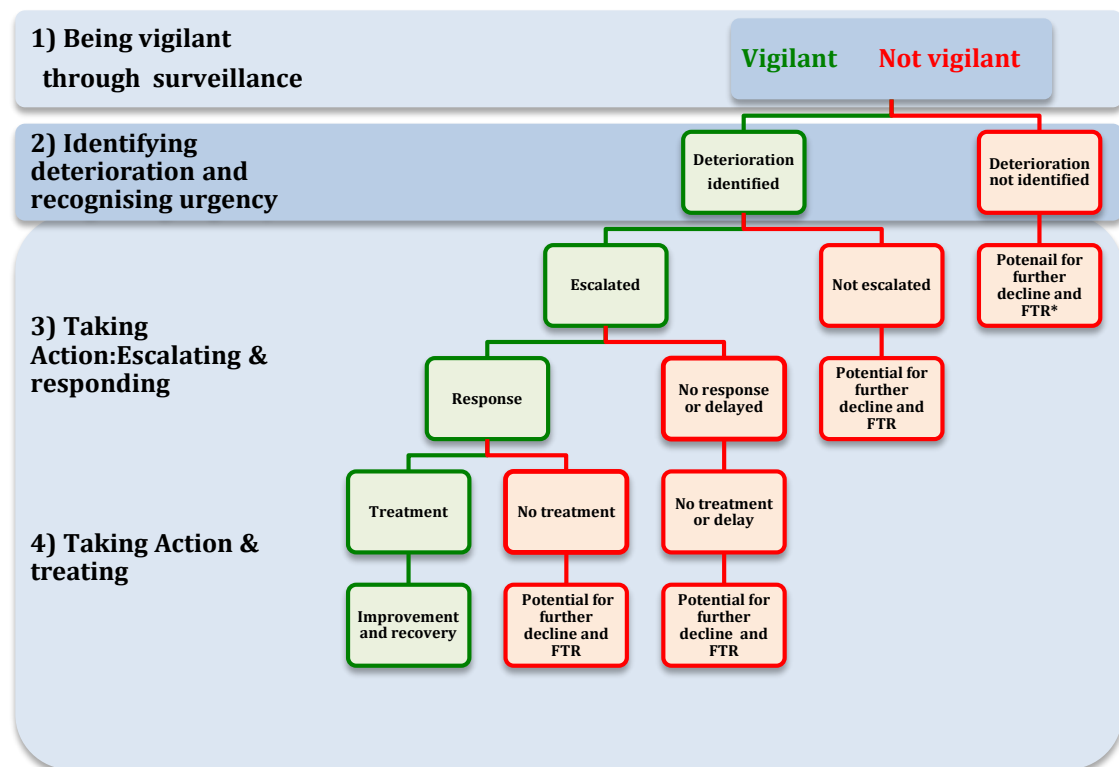 1) Being vigilant
through surveillance
Vigilant Not vigilant
2) Identifying
deterioration and
recognising urgency
Deterioration
identified
Deterioration
not identified
Escalated
Not escalated
Potenail for
further
decline and
FTR*
3) Taking
Action:Escalating &
responding
Response
No response
or delayed
Potential for
further
decline and
FTR
4) Taking Action &
treating
Treatment
No treatment
No treatment
or delay
Improvement
and recovery
Potential for
further
decline and
FTR
Potential for
further
decline and
FTR